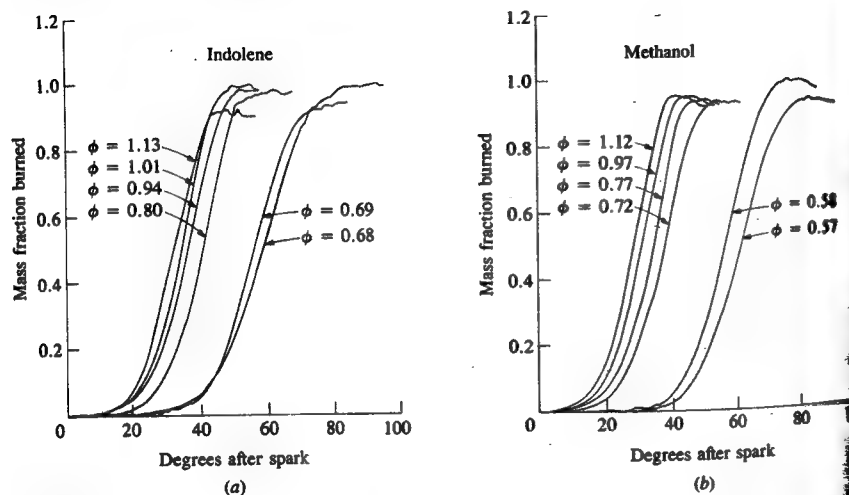 1.2
1.0
0.8
0.6
0.4
0.2
0
20
40
60
80
100
Mass fraction burned
Degrees after spark
Indolene
ϕ = 1.13
ϕ = 1.01
ϕ = 0.94
ϕ = 0.80
ϕ = 0.69
ϕ = 0.68
(a)
1.2
1.0
0.8
0.6
0.4
0.2
0
20
40
60
80
Mass fraction burned
Degrees after spark
Methanol
ϕ = 1.12
ϕ = 0.97
ϕ = 0.77
ϕ = 0.72
ϕ = 0.58
ϕ = 0.57
(b)